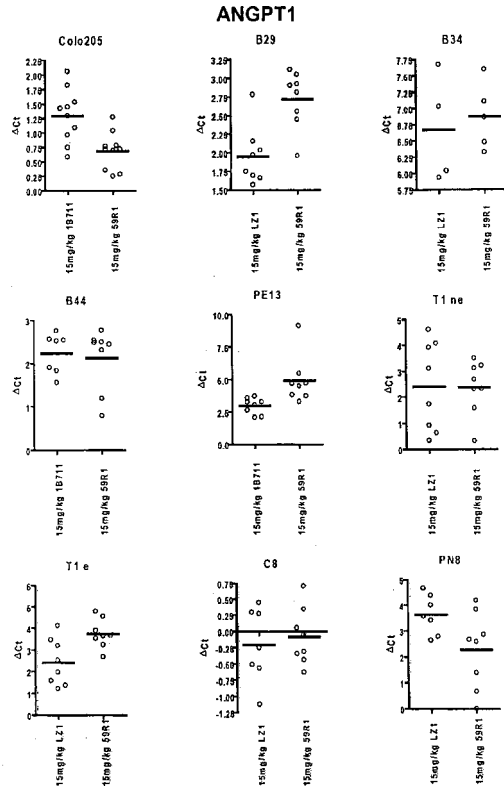 ANGPT1
Colo205
ΔCt
2.25
2.00
1.75
1.50
1.25
1.00
0.75
0.50
0.25
0.00
15mg/kg 1B711
15mg/kg 59R1
B29
ΔCt
3.25
3.00
2.75
2.50
2.25
2.00
1.75
1.50
15mg/kg LZ1
15mg/kg 59R1
B34
ΔCt
7.75
7.50
7.25
7.00
6.75
6.50
6.25
6.00
5.75
15mg/kg LZ1
15mg/kg 59R1
B44
ΔCt
3
2
1
0
15mg/kg 1B711
15mg/kg 59R1
PE13
ΔCt
10.0
7.5
5.0
2.5
0.0
15mg/kg 1B711
15mg/kg 59R1
T1 ne
ΔCt
5
4
3
2
1
0
15mg/kg LZ1
15mg/kg 59R1
T1 e
ΔCt
6
5
4
3
2
1
0
15mg/kg LZ1
15mg/kg 59R1
C8
ΔCt
0.75
0.50
0.25
0.00
-0.25
-0.50
-0.75
-1.00
-1.25
15mg/kg LZ1
15mg/kg 59R1
PN8
ΔCt
5
4
3
2
1
0
15mg/kg LZ1
15mg/kg 59R1